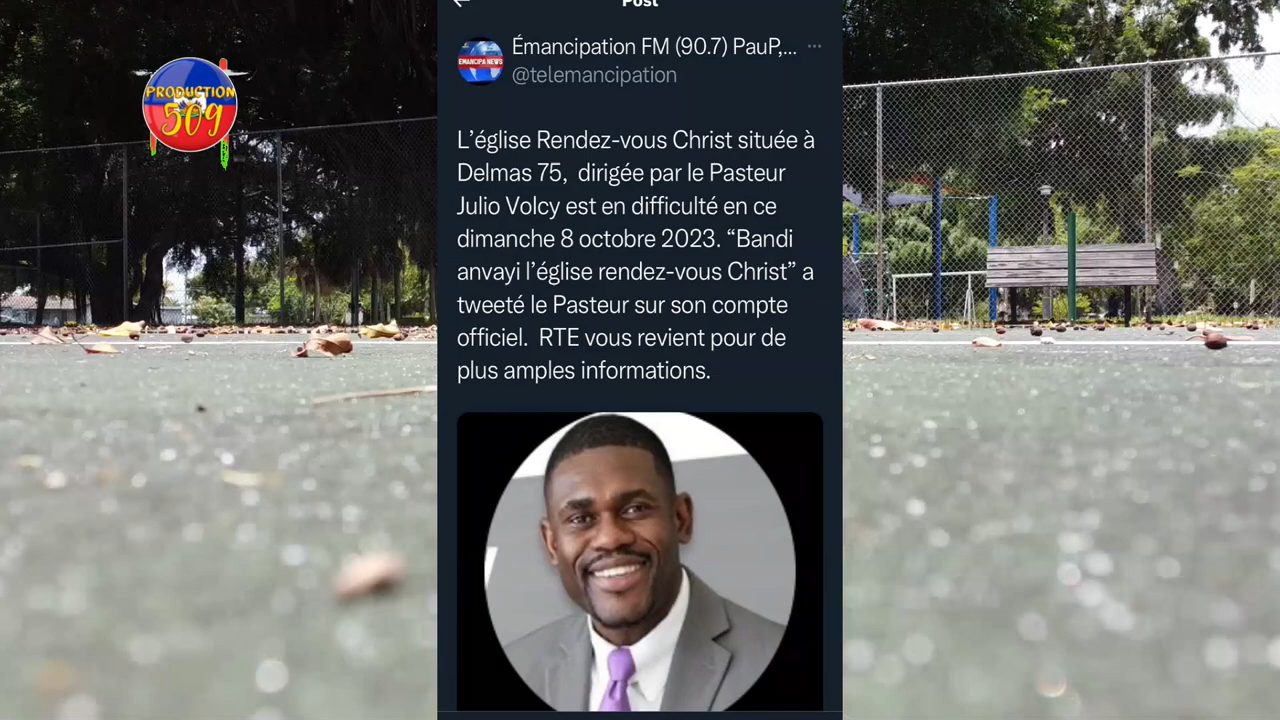 Post
PRODUCTION
509
EMANCIPA NEWS
Émancipation FM (90.7) PauP,...
@telemancipation
L’église Rendez-vous Christ située à
Delmas 75, dirigée par le Pasteur
Julio Volcy est en difficulté en ce
dimanche 8 octobre 2023. “Bandi
anvayi l’église rendez-vous Christ” a
tweeté le Pasteur sur son compte
officiel. RTE vous revient pour de
plus amples informations.